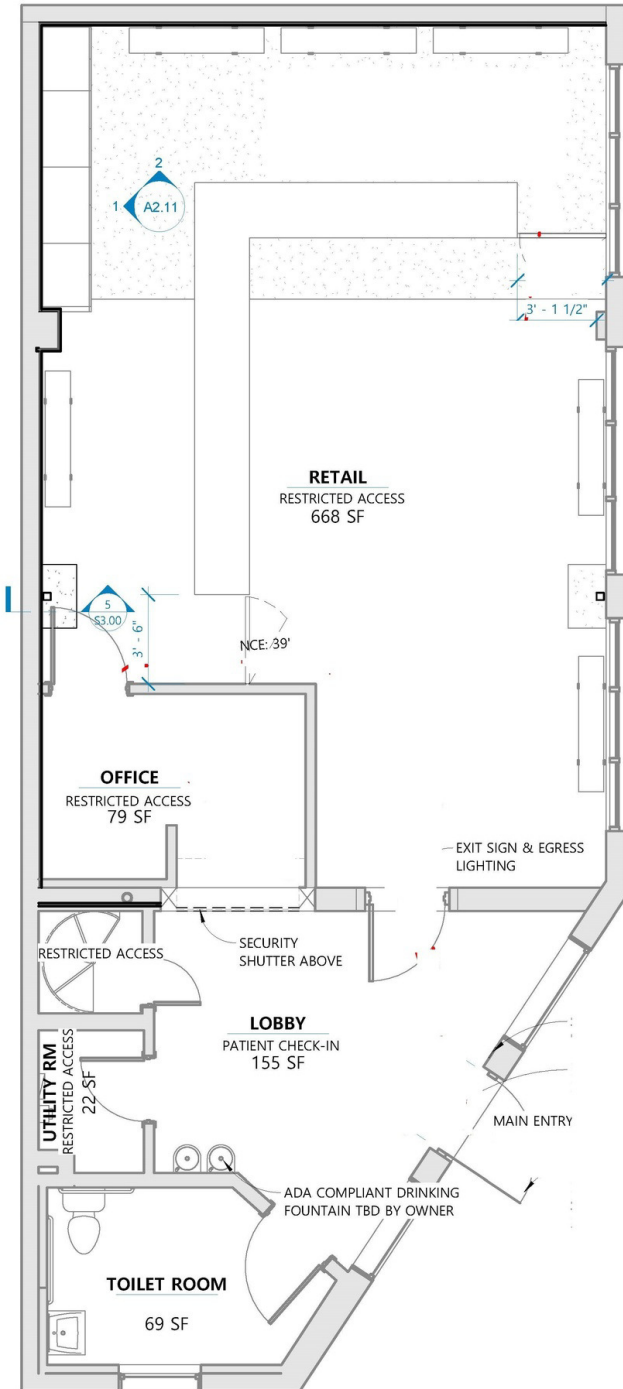 2
1
A2.11
3' - 1 1/2"
RETAIL
RESTRICTED ACCESS
668 SF
5
S3.00
3' - 6"
NCE: 39'
OFFICE
RESTRICTED ACCESS
79 SF
EXIT SIGN & EGRESS
LIGHTING
RESTRICTED ACCESS
SECURITY
SHUTTER ABOVE
LOBBY
PATIENT CHECK-IN
155 SF
UTILITY RM
RESTRICTED ACCESS
22 SF
MAIN ENTRY
ADA COMPLIANT DRINKING
FOUNTAIN TBD BY OWNER
TOILET ROOM
69 SF